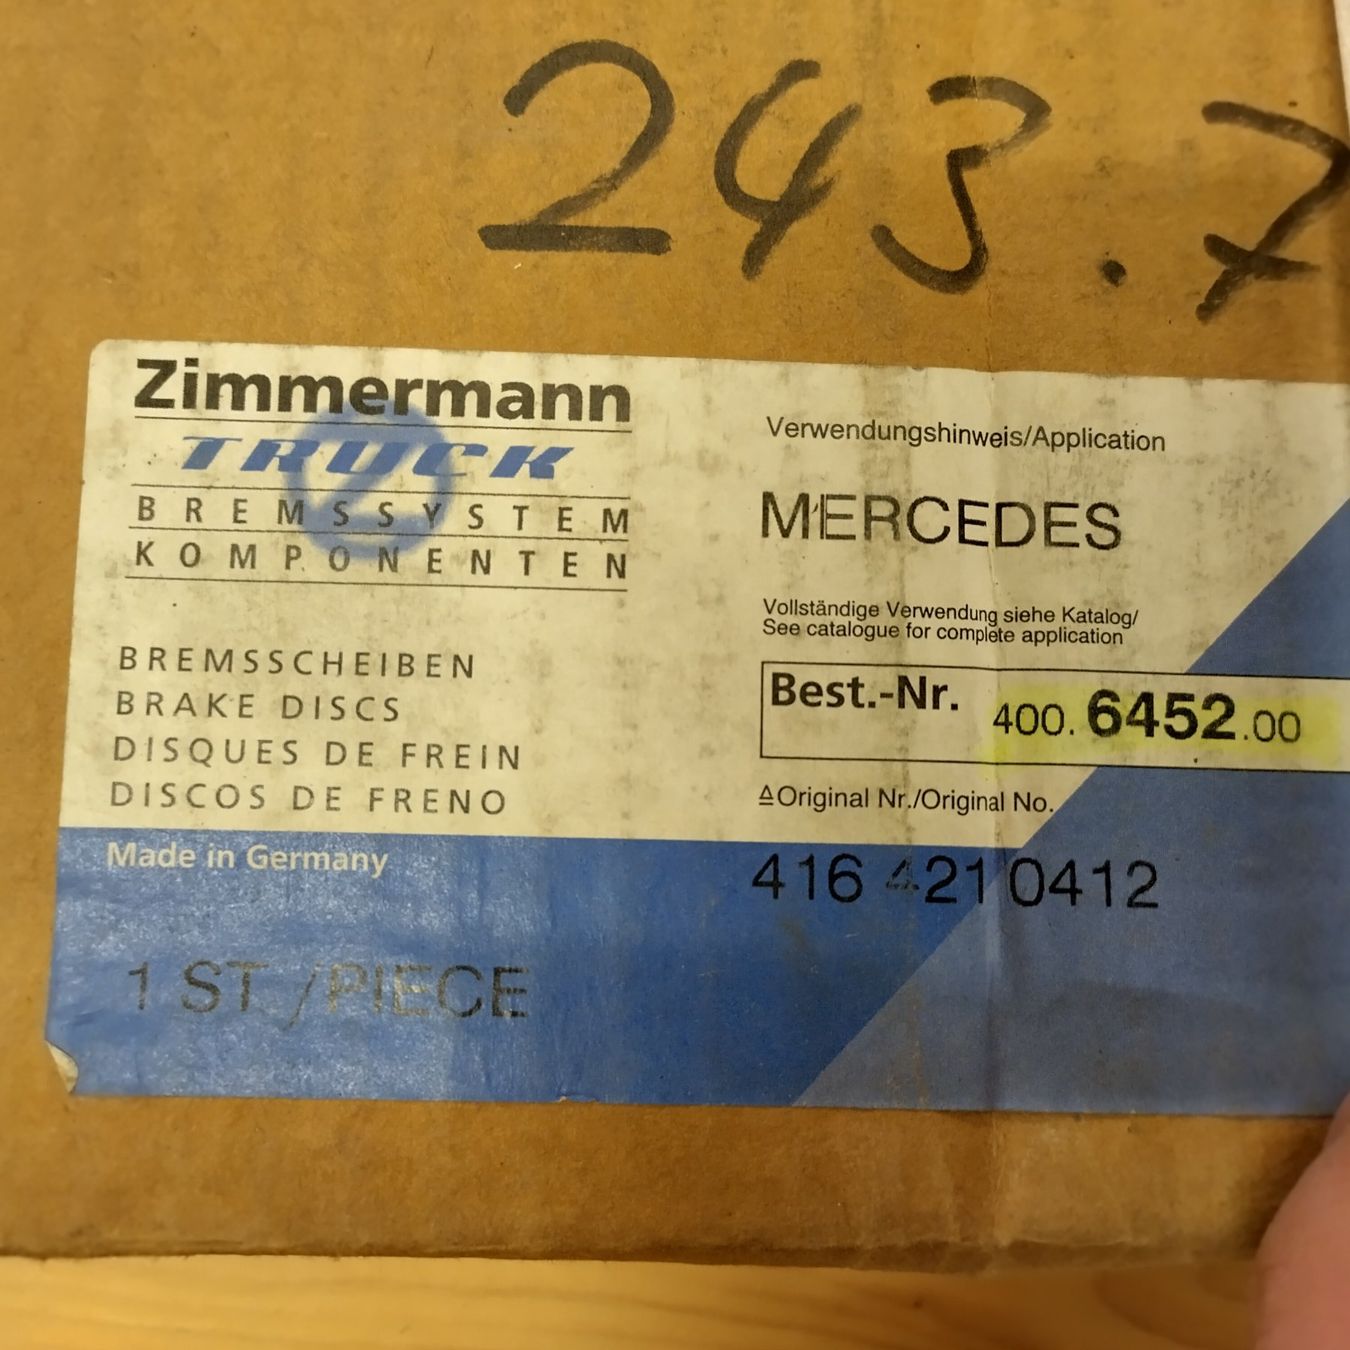 243.7
Zimmermann
TRUCK
BREMSSYSTEM
KOMPONENTEN
BREMSSCHEIBEN
BRAKE DISCS
DISQUES DE FREIN
DISCOS DE FRENO
Made in Germany
1 ST./PIECE
Verwendungshinweis/Application
MERCEDES
Vollständige Verwendung siehe Katalog/
See catalogue for complete application
Best.-Nr. 400.6452.00
≙Original Nr./Original No.
416 421 0412